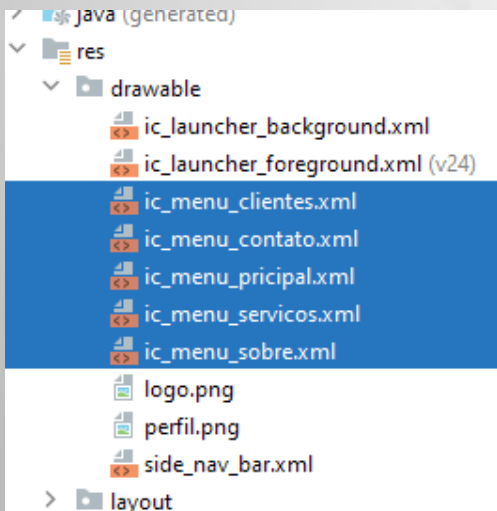 java (generated)
res
drawable
ic_launcher_background.xml
ic_launcher_foreground.xml (v24)
ic_menu_clientes.xml
ic_menu_contato.xml
ic_menu_pricipal.xml
ic_menu_servicos.xml
ic_menu_sobre.xml
logo.png
perfil.png
side_nav_bar.xml
layout